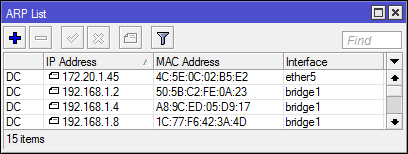 ARP List
Find
IP Address MAC Address Interface
DC 172.20.1.45 4C:5E:0C:02:B5:E2 ether5
DC 192.168.1.2 50:5B:C2:FE:0A:23 bridge1
DC 192.168.1.4 A8:9C:ED:05:D9:17 bridge1
DC 192.168.1.8 1C:77:F6:42:3A:4D bridge1
15 items